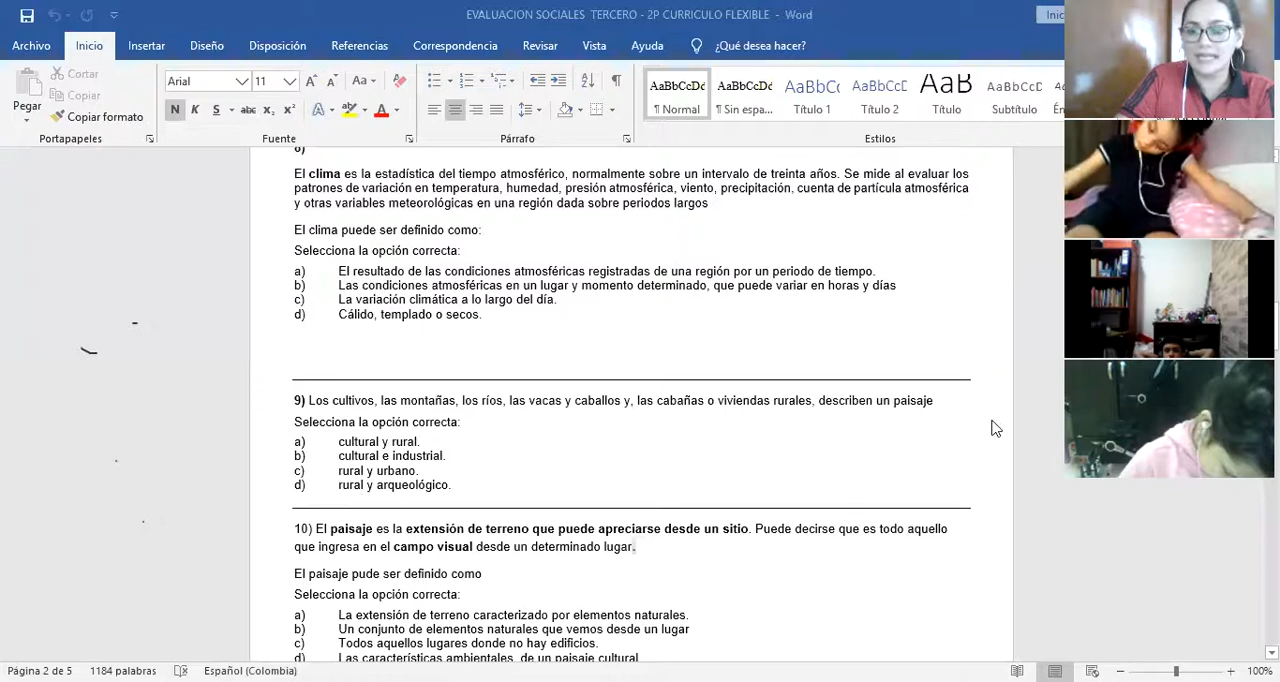 EVALUACION SOCIALES TERCERO - 2P CURRICULO FLEXIBLE - Word
Inic
Archivo Inicio Insertar Diseño Disposición Referencias Correspondencia Revisar Vista Ayuda ¿Qué desea hacer?
Pegar
Cortar
Copiar
Copiar formato
Portapapeles
Arial 11
Aa
N K S abc x₂ x²
A A
Fuente
Párrafo
AaBbCcDd AaBbCcDd AaBbCc AaBbCcD AaB AaBbCcD
¶ Normal ¶ Sin espa... Título 1 Título 2 Título Subtítulo
Estilos
8)
El clima es la estadística del tiempo atmosférico, normalmente sobre un intervalo de treinta años. Se mide al evaluar los
patrones de variación en temperatura, humedad, presión atmosférica, viento, precipitación, cuenta de partícula atmosférica
y otras variables meteorológicas en una región dada sobre periodos largos
El clima puede ser definido como:
Selecciona la opción correcta:
a) El resultado de las condiciones atmosféricas registradas de una región por un periodo de tiempo.
b) Las condiciones atmosféricas en un lugar y momento determinado, que puede variar en horas y días
c) La variación climática a lo largo del día.
d) Cálido, templado o secos.
9) Los cultivos, las montañas, los ríos, las vacas y caballos y, las cabañas o viviendas rurales, describen un paisaje
Selecciona la opción correcta:
a) cultural y rural.
b) cultural e industrial.
c) rural y urbano.
d) rural y arqueológico.
10) El paisaje es la extensión de terreno que puede apreciarse desde un sitio. Puede decirse que es todo aquello
que ingresa en el campo visual desde un determinado lugar.
El paisaje pude ser definido como
Selecciona la opción correcta:
a) La extensión de terreno caracterizado por elementos naturales.
b) Un conjunto de elementos naturales que vemos desde un lugar
c) Todos aquellos lugares donde no hay edificios.
d) Las características ambientales de un paisaje cultural
Página 2 de 5 1184 palabras Español (Colombia) 100%